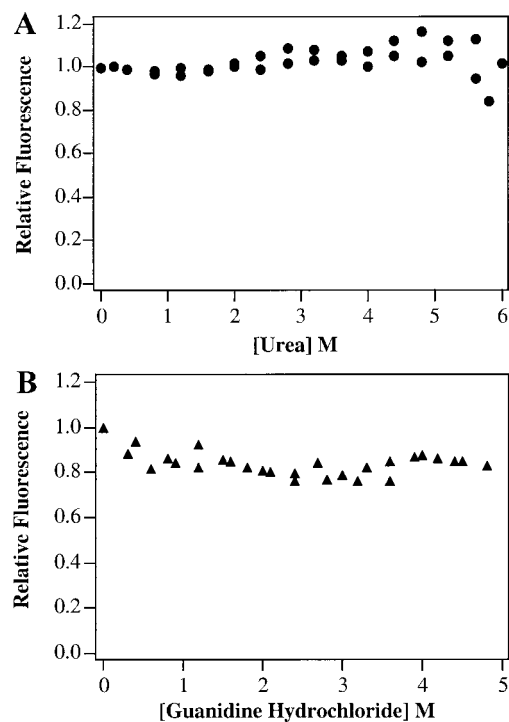 A
1.2
1.0
0.8
0.6
0.4
0.2
0.0
Relative Fluorescence
0 1 2 3 4 5 6
[Urea] M
B
1.2
1.0
0.8
0.6
0.4
0.2
0.0
Relative Fluorescence
0 1 2 3 4 5
[Guanidine Hydrochloride] M